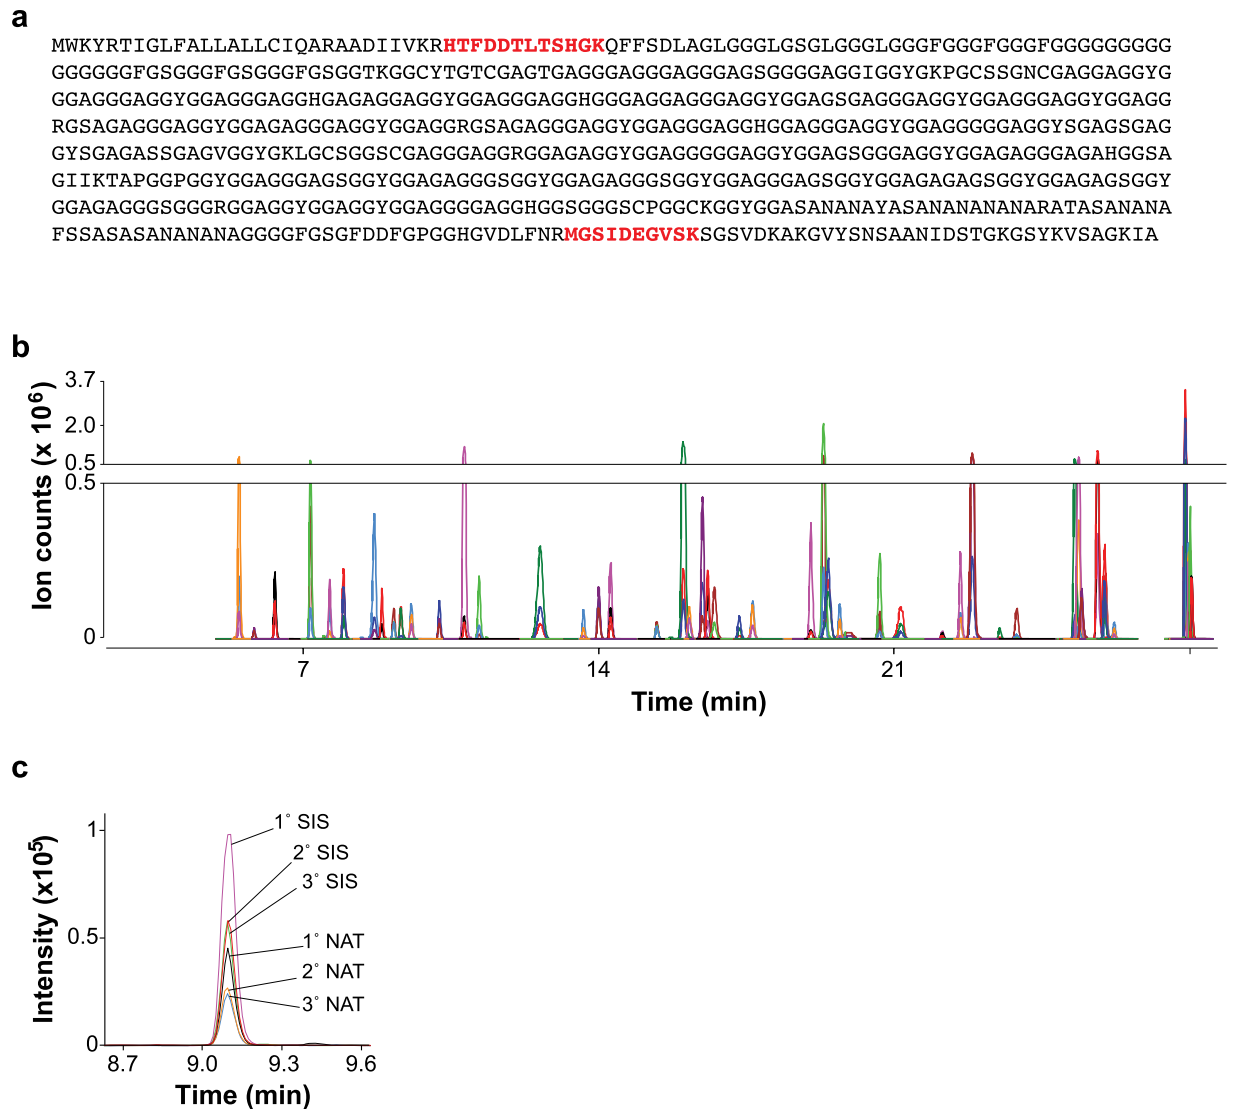 a
MWKYRTIGLFALLALLCIQARAADIIVKRHTFDDTLTSHGKQFFSDLAGLGGGLGSGLGGGLGGGFGGGFGGGFGGGGGGGGG
GGGGGGFGSGGGFGSGGGFGSGGTKGGCYTGTCGAGTGAGGGAGGGAGGGAGSGGGGAGGIGGYGKPGCSSGNCGAGGAGGYG
GGAGGGAGGYGGAGGGAGGHGAGAGGAGGYGGAGGGAGGHGGGAGGAGGGAGGYGGAGSGAGGGAGGYGGAGGGAGGYGGAGG
RGSAGAGGGAGGYGGAGAGGGAGGYGGAGGRGSAGAGGGAGGYGGAGGGAGGHGGAGGGAGGYGGAGGGGGAGGYSGAGSGAG
GYSGAGASSGAGVGGYGKLGCSGGSCGAGGGAGGRGGAGAGGYGGAGGGGGAGGYGGAGSGGGAGGYGGAGAGGGAGAHGGSA
GIIKTAPGGPGGYGGAGGGAGSGGYGGAGAGGGSGGYGGAGAGGGSGGYGGAGGGAGSGGYGGAGAGAGSGGYGGAGAGSGGY
GGAGAGGGSGGGRGGAGGYGGAGGYGGAGGGGAGGHGGSGGGSCPGGCKGGYGGASANANAYASANANANANARATASANANA
FSSASASANANANAGGGGFGSGFDDFGPGGHGVDLFNRMGSIDEGVSKSGSVDKAKGVYSNSAANIDSTGKGSYKVSAGKIA
b
Ion counts (x 10⁶)
3.7
2.0
0.5
0.5
0
7 14 21
Time (min)
c
Intensity (x10⁵)
1
0.5
0
1° SIS
2° SIS
3° SIS
1° NAT
2° NAT
3° NAT
8.7 9.0 9.3 9.6
Time (min)